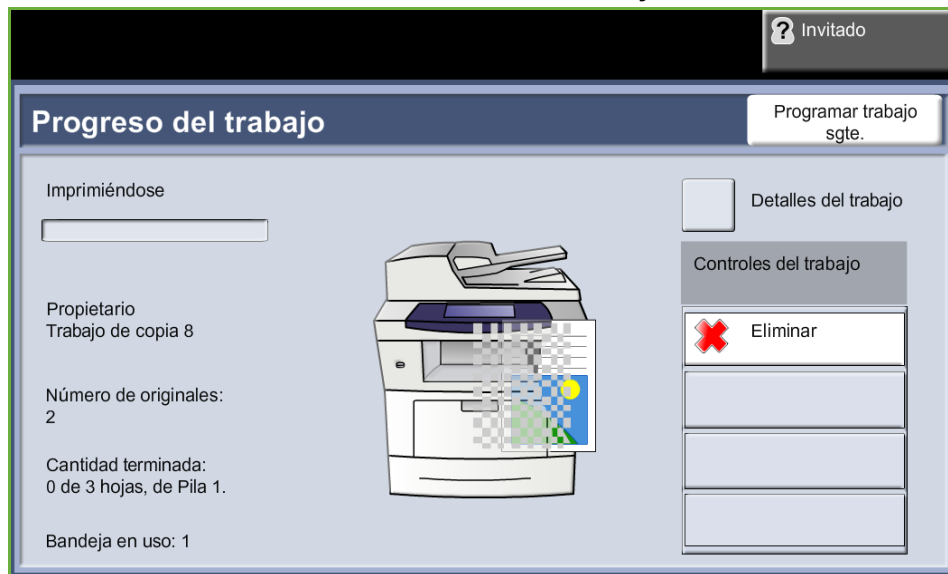 Invitado
Progreso del trabajo
Programar trabajo
sgte.
Imprimiéndose
Detalles del trabajo
Controles del trabajo
Propietario
Trabajo de copia 8
Eliminar
Número de originales:
2
Cantidad terminada:
0 de 3 hojas, de Pila 1.
Bandeja en uso: 1